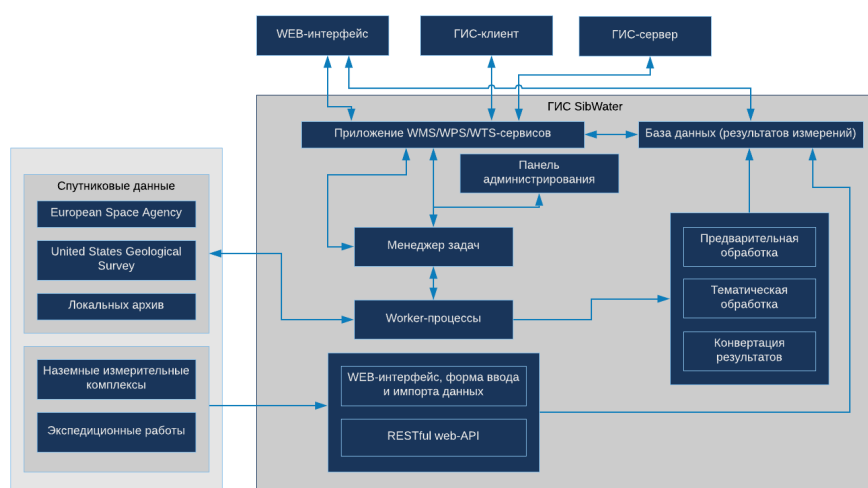 WEB-интерфейс
ГИС-клиент
ГИС-сервер
ГИС SibWater
Приложение WMS/WPS/WTS-сервисов
База данных (результатов измерений)
Панель
администрирования
Спутниковые данные
European Space Agency
United States Geological
Survey
Локальных архив
Менеджер задач
Worker-процессы
Предварительная
обработка
Тематическая
обработка
Конвертация
результатов
Наземные измерительные
комплексы
Экспедиционные работы
WEB-интерфейс, форма ввода
и импорта данных
RESTful web-API